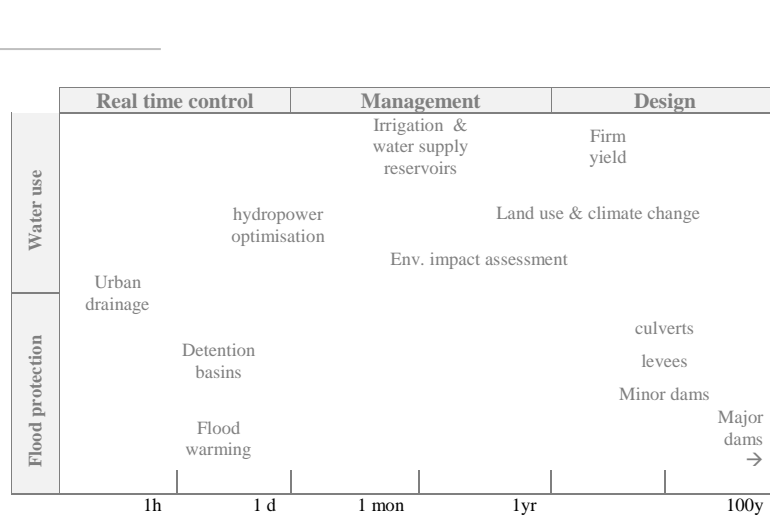 Real time control Management Design
Water use
Irrigation &
water supply
reservoirs
Firm
yield
hydropower
optimisation
Land use & climate change
Env. impact assessment
Urban
drainage
Flood protection
culverts
Detention
basins
levees
Minor dams
Major
dams
→
Flood
warming
1h 1 d 1 mon 1yr 100y